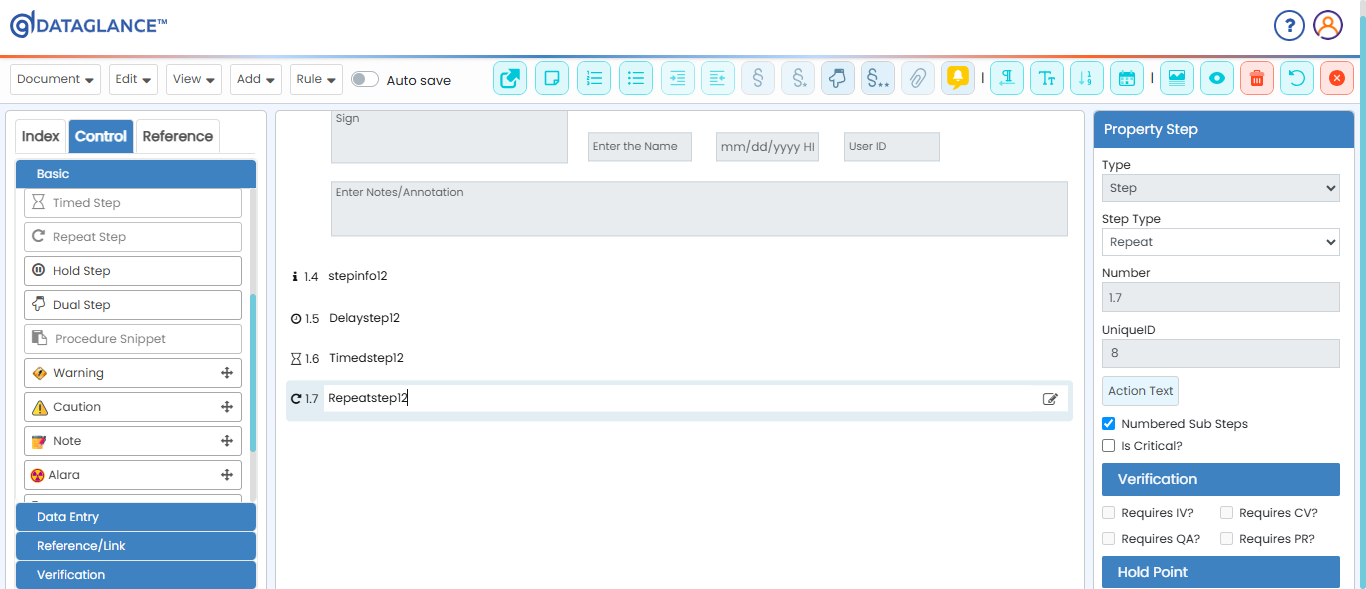 DATAGLANCE™
?
Document Edit View Add Rule Auto save
Index Control Reference
Basic
Timed Step
Repeat Step
Hold Step
Dual Step
Procedure Snippet
Warning
Caution
Note
Alara
Data Entry
Reference/Link
Verification
Sign
Enter the Name mm/dd/yyyy HI User ID
Enter Notes/Annotation
1.4 stepinfo12
1.5 Delaystep12
1.6 Timedstep12
1.7 Repeatstep12
Property Step
Type
Step
Step Type
Repeat
Number
1.7
UniqueID
8
Action Text
Numbered Sub Steps
Is Critical?
Verification
Requires IV? Requires CV?
Requires QA? Requires PR?
Hold Point